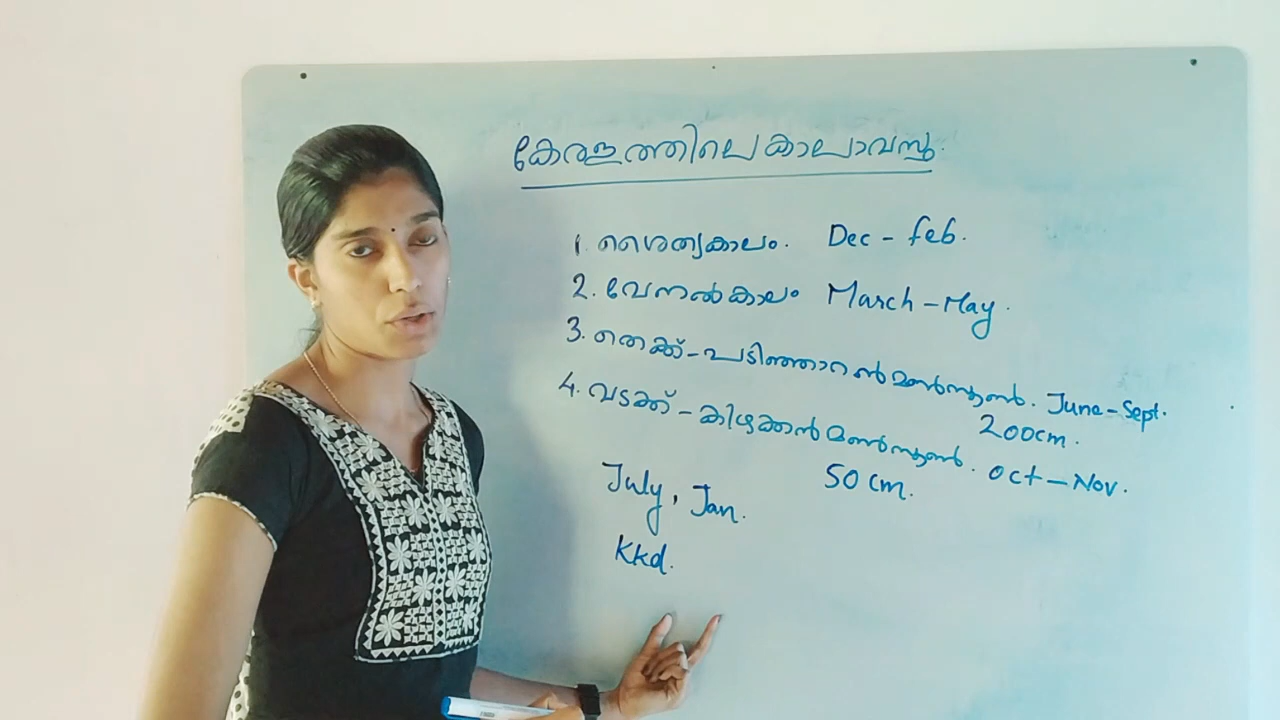 കേരളത്തിലെ കാലാവസ്ഥ.
1. ശൈത്യകാലം. Dec - feb.
2. വേനൽകാലം March - May.
3. തെക്ക് - പടിഞ്ഞാറൻ മൺസൂൺ. June - Sept.
200cm.
4. വടക്ക് - കിഴക്കൻ മൺസൂൺ. Oct - Nov.
50 cm.
July, Jan.
Kkd.